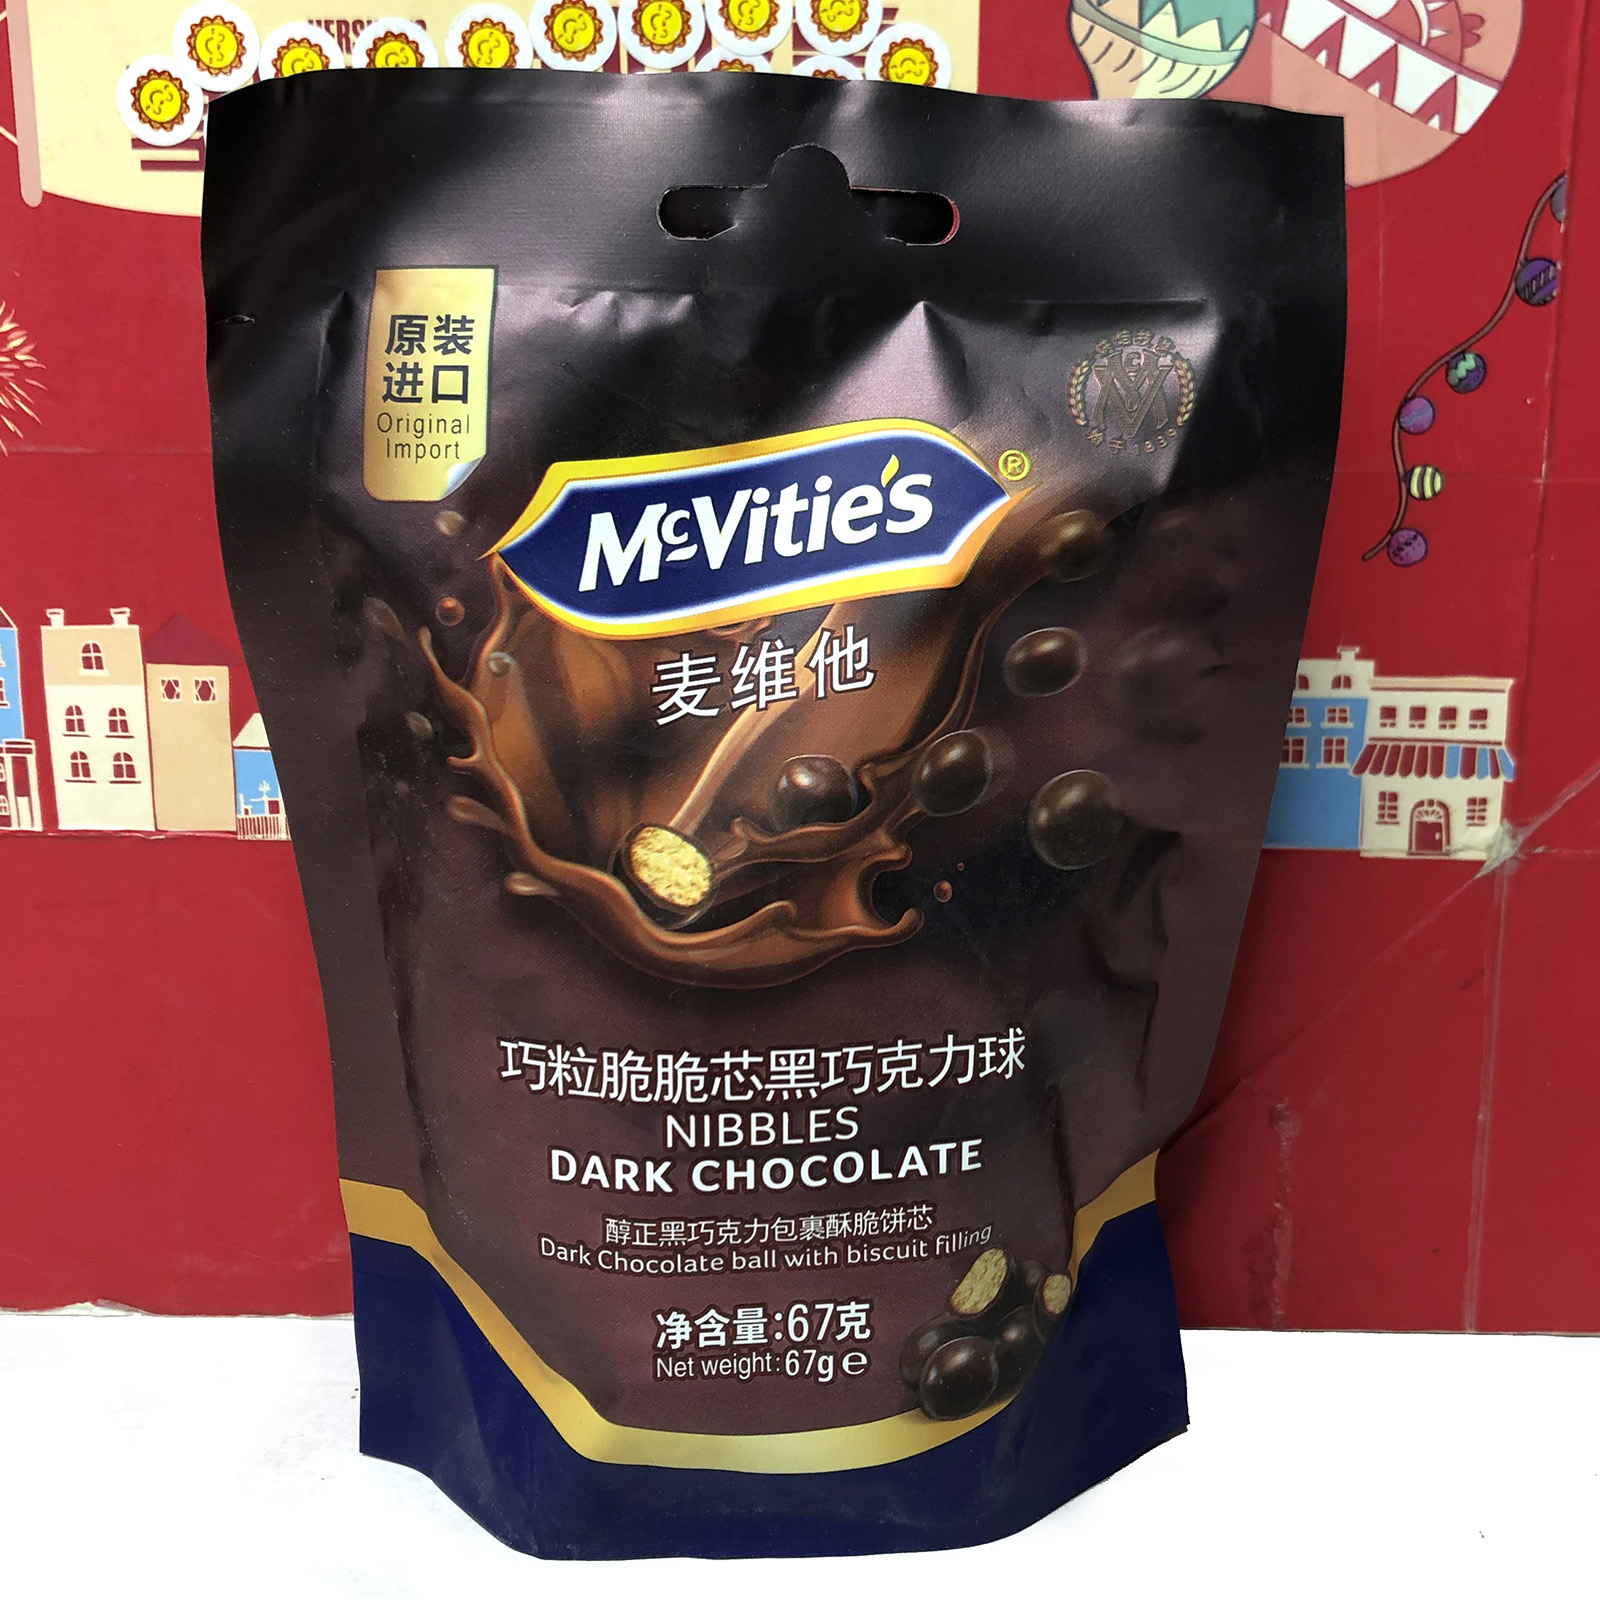 HERSHEY'S
原装
进口
Original
Import
McVitie's®
麦维他
巧粒脆脆芯黑巧克力球
NIBBLES
DARK CHOCOLATE
醇正黑巧克力包裹酥脆饼芯
Dark Chocolate ball with biscuit filling
净含量:67克
Net weight:67g ℮